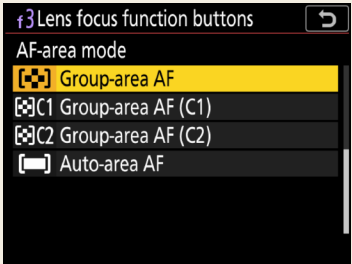 f3 Lens focus function buttons
AF-area mode
Group-area AF
C1 Group-area AF (C1)
C2 Group-area AF (C2)
Auto-area AF